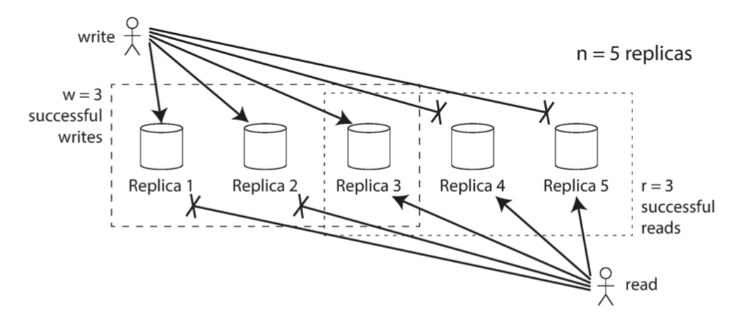 write
n = 5 replicas
w = 3
successful
writes
Replica 1
Replica 2
Replica 3
Replica 4
Replica 5
r = 3
successful
reads
read